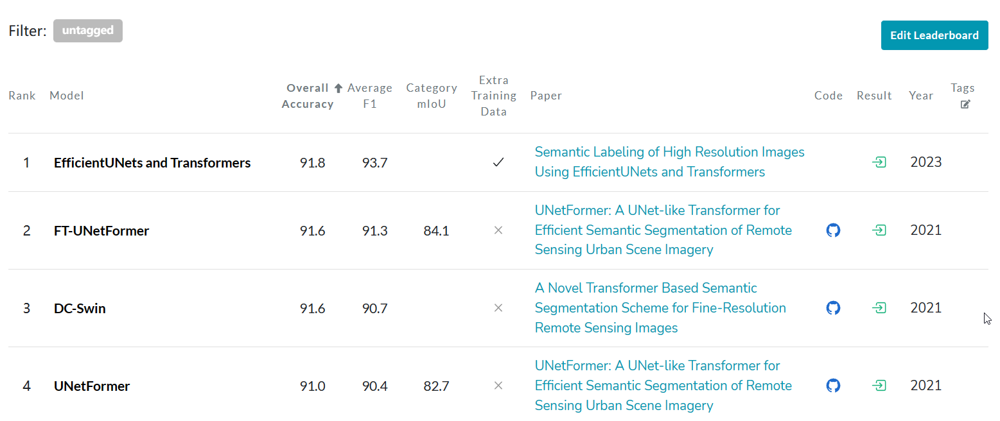 Filter: untagged
Edit Leaderboard
Rank Model Overall Accuracy Average F1 Category mIoU Extra Training Data Paper Code Result Year Tags
1 EfficientUNets and Transformers 91.8 93.7 Semantic Labeling of High Resolution Images
Using EfficientUNets and Transformers 2023
2 FT-UNetFormer 91.6 91.3 84.1 UNetFormer: A UNet-like Transformer for
Efficient Semantic Segmentation of Remote
Sensing Urban Scene Imagery 2021
3 DC-Swin 91.6 90.7 A Novel Transformer Based Semantic
Segmentation Scheme for Fine-Resolution
Remote Sensing Images 2021
4 UNetFormer 91.0 90.4 82.7 UNetFormer: A UNet-like Transformer for
Efficient Semantic Segmentation of Remote
Sensing Urban Scene Imagery 2021